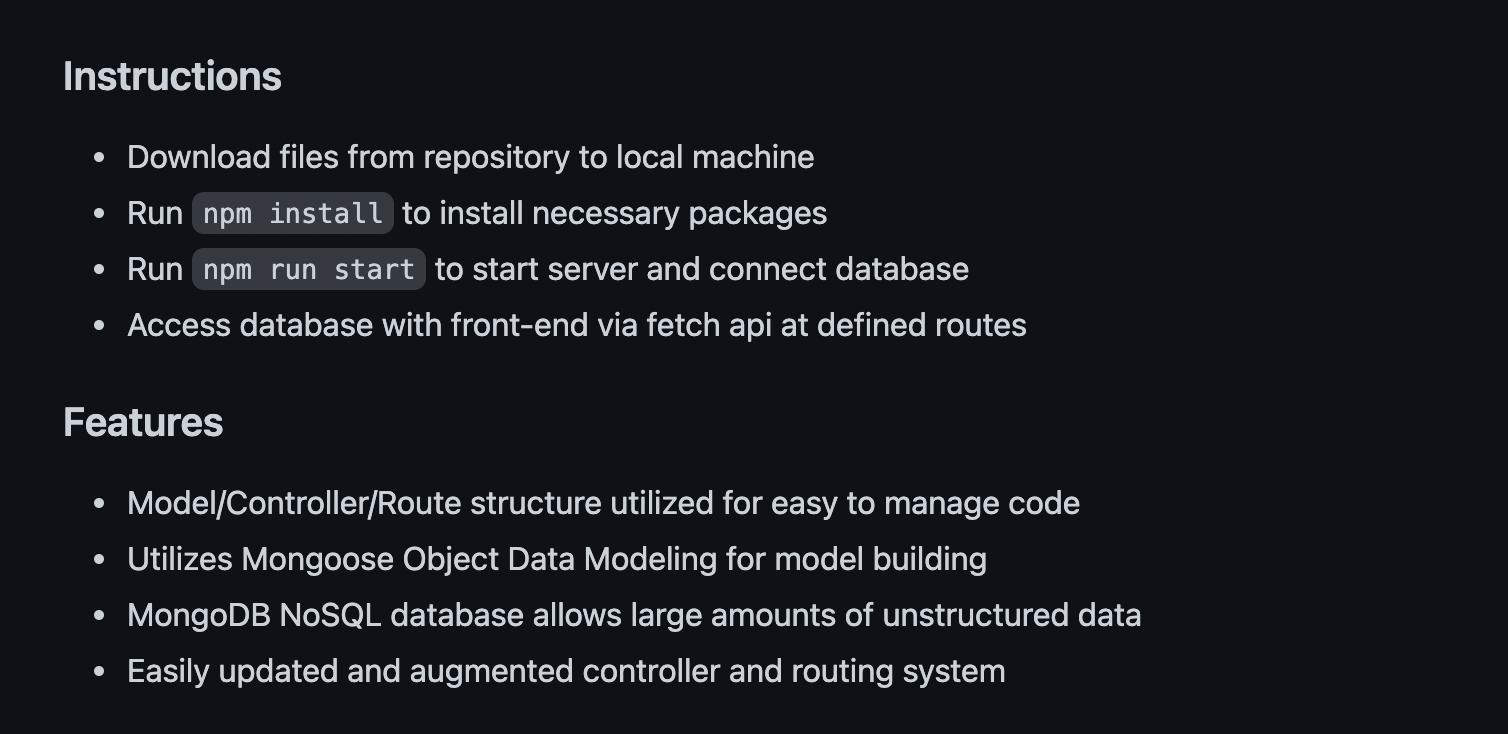 Instructions
• Download files from repository to local machine
• Run npm install to install necessary packages
• Run npm run start to start server and connect database
• Access database with front-end via fetch api at defined routes
Features
• Model/Controller/Route structure utilized for easy to manage code
• Utilizes Mongoose Object Data Modeling for model building
• MongoDB NoSQL database allows large amounts of unstructured data
• Easily updated and augmented controller and routing system